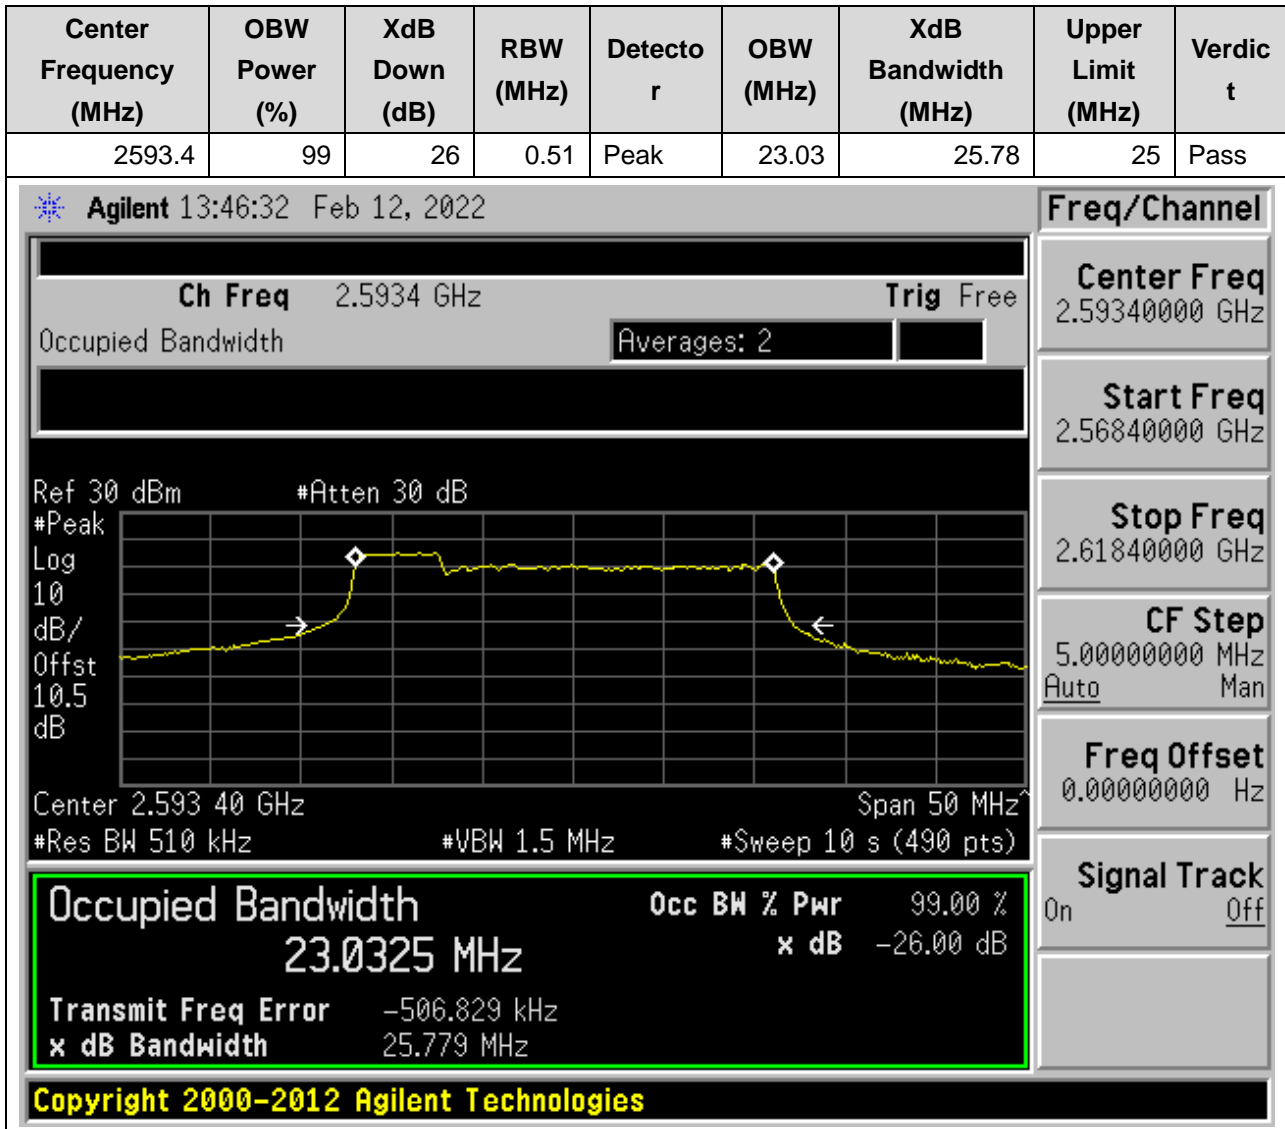 Center Frequency (MHz) OBW Power (%) XdB Down (dB) RBW (MHz) Detecto r OBW (MHz) XdB Bandwidth (MHz) Upper Limit (MHz) Verdic t
2593.4 99 26 0.51 Peak 23.03 25.78 25 Pass
Agilent 13:46:32 Feb 12, 2022
Freq/Channel
Ch Freq 2.5934 GHz Trig Free
Occupied Bandwidth Averages: 2
Center Freq
2.59340000 GHz
Start Freq
2.56840000 GHz
Stop Freq
2.61840000 GHz
CF Step
5.00000000 MHz
Auto Man
Freq Offset
0.00000000 Hz
Signal Track
On Off
Ref 30 dBm #Atten 30 dB
#Peak
Log
10
dB/
Offst
10.5
dB
Center 2.593 40 GHz Span 50 MHz^
#Res BW 510 kHz #VBW 1.5 MHz #Sweep 10 s (490 pts)
Occupied Bandwidth Occ BW % Pwr 99.00 %
23.0325 MHz x dB -26.00 dB
Transmit Freq Error -506.829 kHz
x dB Bandwidth 25.779 MHz
Copyright 2000-2012 Agilent Technologies